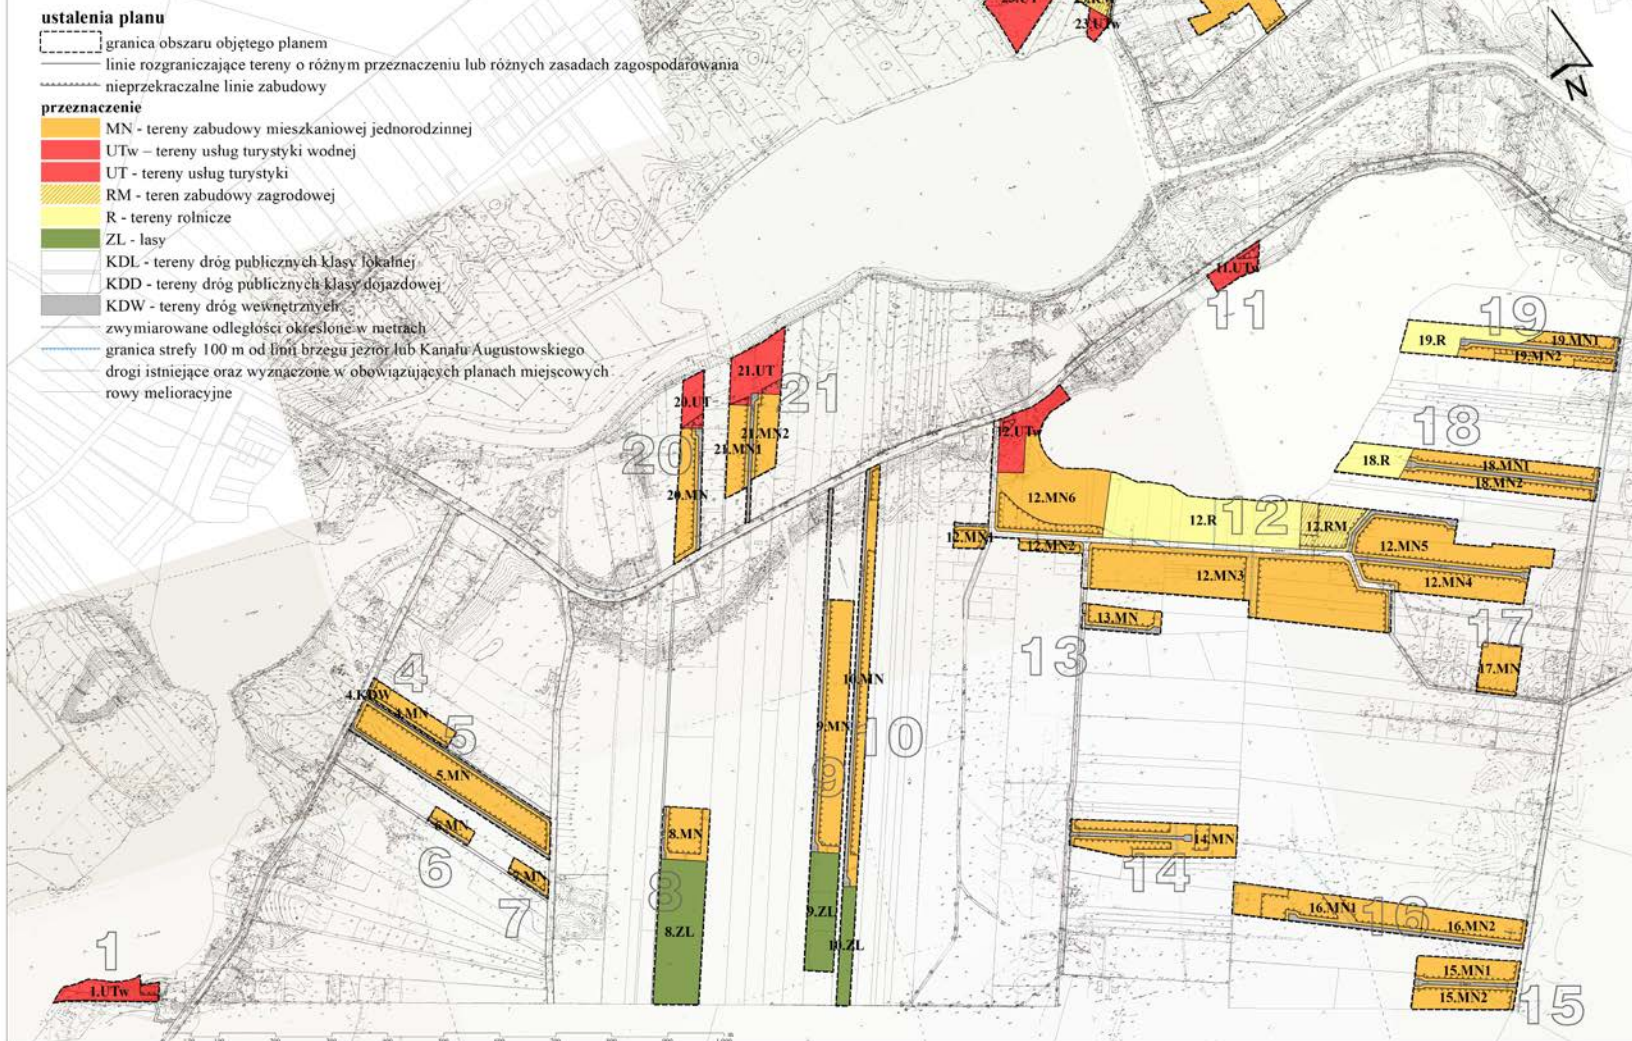 ustalenia planu
granica obszaru objętego planem
linie rozgraniczające tereny o różnym przeznaczeniu lub różnych zasadach zagospodarowania
nieprzekraczalne linie zabudowy
przeznaczenie
MN - tereny zabudowy mieszkaniowej jednorodzinnej
UTw – tereny usług turystyki wodnej
UT - tereny usług turystyki
RM - teren zabudowy zagrodowej
R - tereny rolnicze
ZL - lasy
KDL - tereny dróg publicznych klasy lokalnej
KDD - tereny dróg publicznych klasy dojazdowej
KDW - tereny dróg wewnętrznych
zwymiarowane odległości określone w metrach
granica strefy 100 m od linii brzegu jezior lub Kanału Augustowskiego
drogi istniejące oraz wyznaczone w obowiązujących planach miejscowych
rowy melioracyjne
23.UTw
N
11.UTw
11
19
19.R
19.MN1
19.MN2
21.UT
21
20.UT
21.MN2
21.MN1
20
20.MN
12.UTw
18
18.R
18.MN1
18.MN2
12.MN6
12.R
12
12.RM
12.MN1
12.MN2
12.MN5
12.MN3
12.MN4
13.MN
13
17
17.MN
4
4.KDW
4.MN
5
5.MN
10.MN
9.MN
10
9
6.MN
6
7.MN
7
8.MN
8
8.ZL
9.ZL
10.ZL
14.MN
14
16.MN1
16
16.MN2
15.MN1
15.MN2
15
1
1.UTw